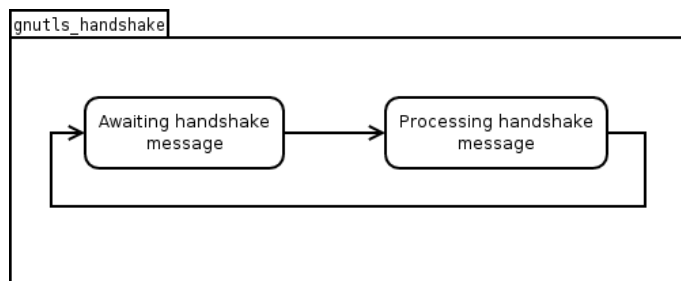 gnutls_handshake
Awaiting handshake
message
Processing handshake
message